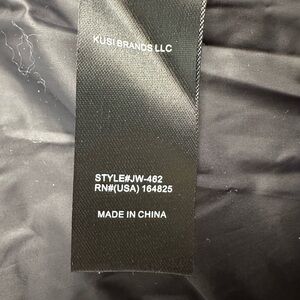 KUSI BRANDS LLC
STYLE#JW-462
RN#(USA) 164825
MADE IN CHINA